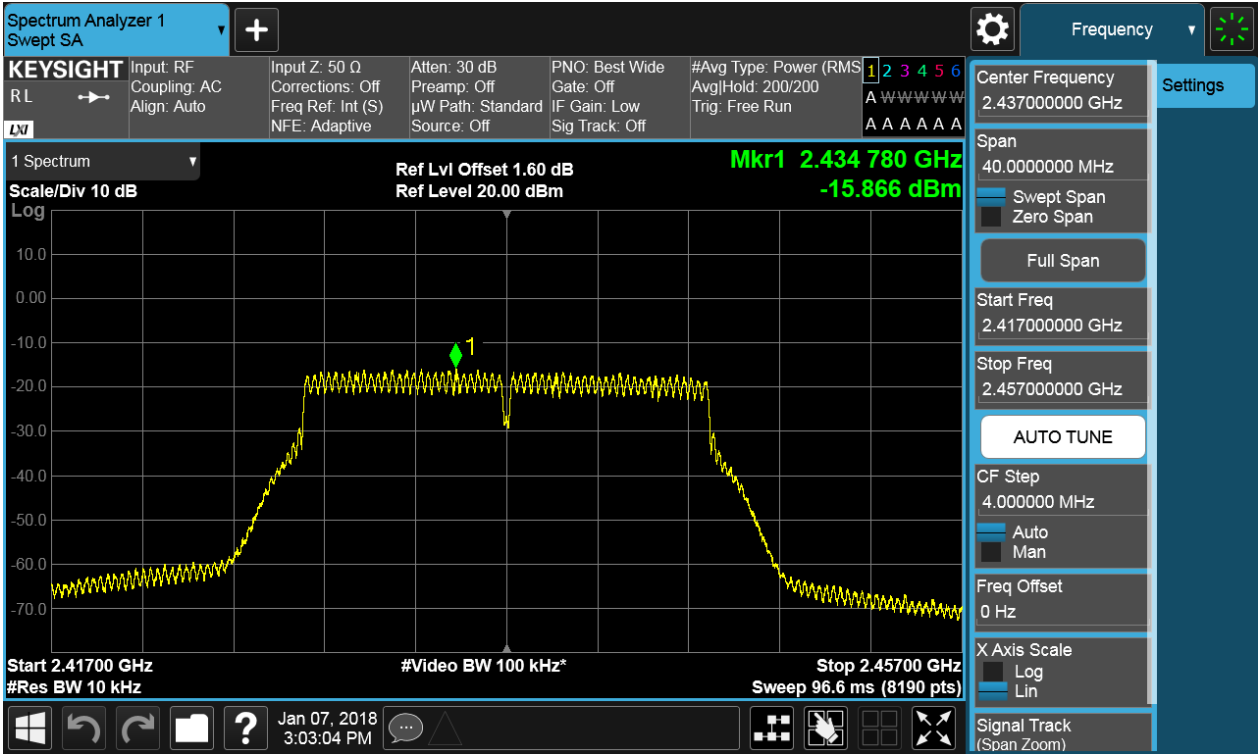 Spectrum Analyzer 1
Swept SA
+
Frequency
KEYSIGHT
R L
LXI
Input: RF
Coupling: AC
Align: Auto
Input Z: 50 Ω
Corrections: Off
Freq Ref: Int (S)
NFE: Adaptive
Atten: 30 dB
Preamp: Off
µW Path: Standard
Source: Off
PNO: Best Wide
Gate: Off
IF Gain: Low
Sig Track: Off
#Avg Type: Power (RMS
Avg|Hold: 200/200
Trig: Free Run
1 2 3 4 5 6
A W W W W W
A A A A A A
1 Spectrum
Scale/Div 10 dB
Log
Ref Lvl Offset 1.60 dB
Ref Level 20.00 dBm
Mkr1 2.434 780 GHz
-15.866 dBm
10.0
0.00
-10.0
-20.0
-30.0
-40.0
-50.0
-60.0
-70.0
1
Start 2.41700 GHz
#Res BW 10 kHz
#Video BW 100 kHz*
Stop 2.45700 GHz
Sweep 96.6 ms (8190 pts)
Center Frequency
2.437000000 GHz
Span
40.0000000 MHz
Swept Span
Zero Span
Full Span
Start Freq
2.417000000 GHz
Stop Freq
2.457000000 GHz
AUTO TUNE
CF Step
4.000000 MHz
Auto
Man
Freq Offset
0 Hz
X Axis Scale
Log
Lin
Signal Track
(Span Zoom)
Settings
?
Jan 07, 2018
3:03:04 PM